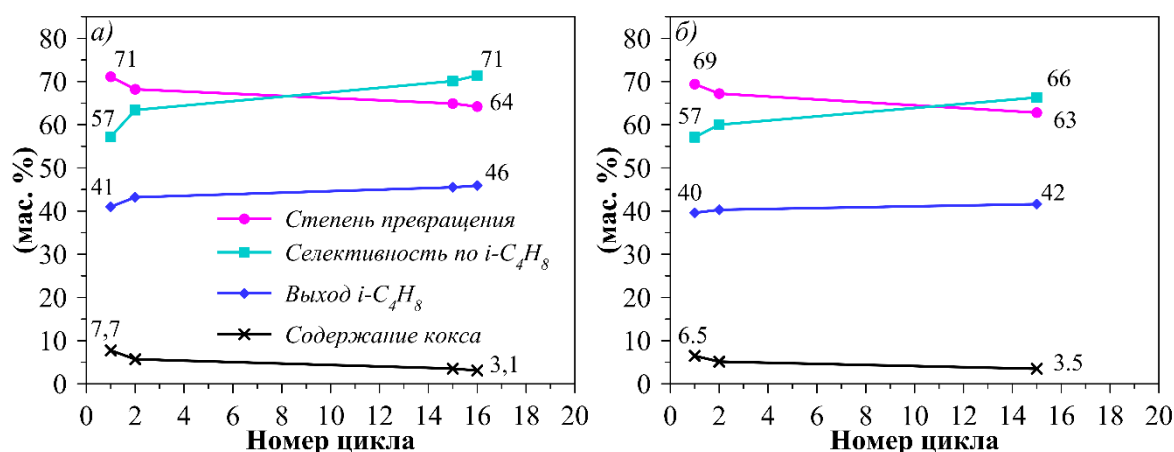 а)
80
70
60
50
40
30
20
10
0
(мас. %)
71
57
41
7,7
71
64
46
3,1
Степень превращения
Селективность по i-C₄H₈
Выход i-C₄H₈
Содержание кокса
0 2 4 6 8 10 12 14 16 18 20
Номер цикла
б)
80
70
60
50
40
30
20
10
0
(мас. %)
69
57
40
6.5
66
63
42
3.5
0 2 4 6 8 10 12 14 16 18 20
Номер цикла